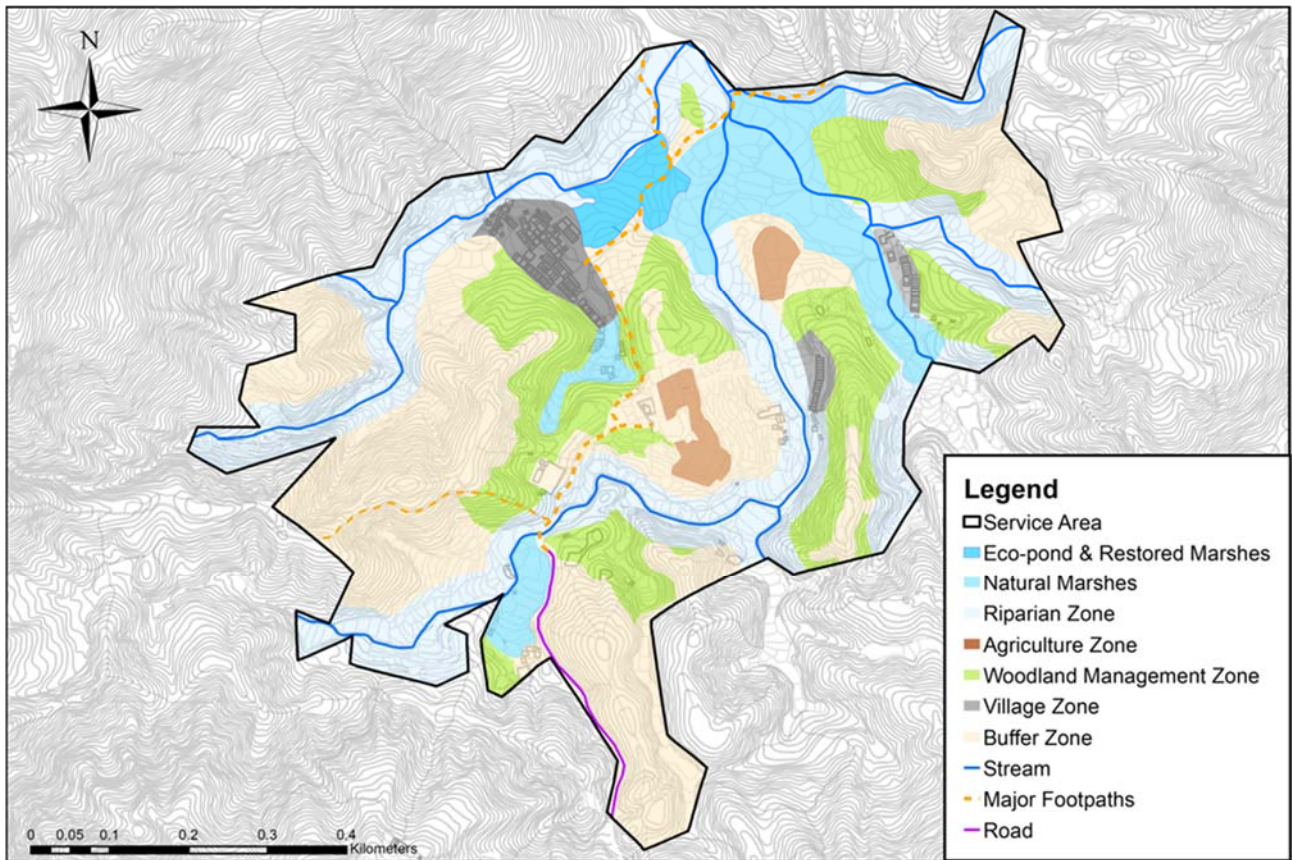 N
Legend
Service Area
Eco-pond & Restored Marshes
Natural Marshes
Riparian Zone
Agriculture Zone
Woodland Management Zone
Village Zone
Buffer Zone
Stream
Major Footpaths
Road
0 0.05 0.1 0.2 0.3 0.4
Kilometers